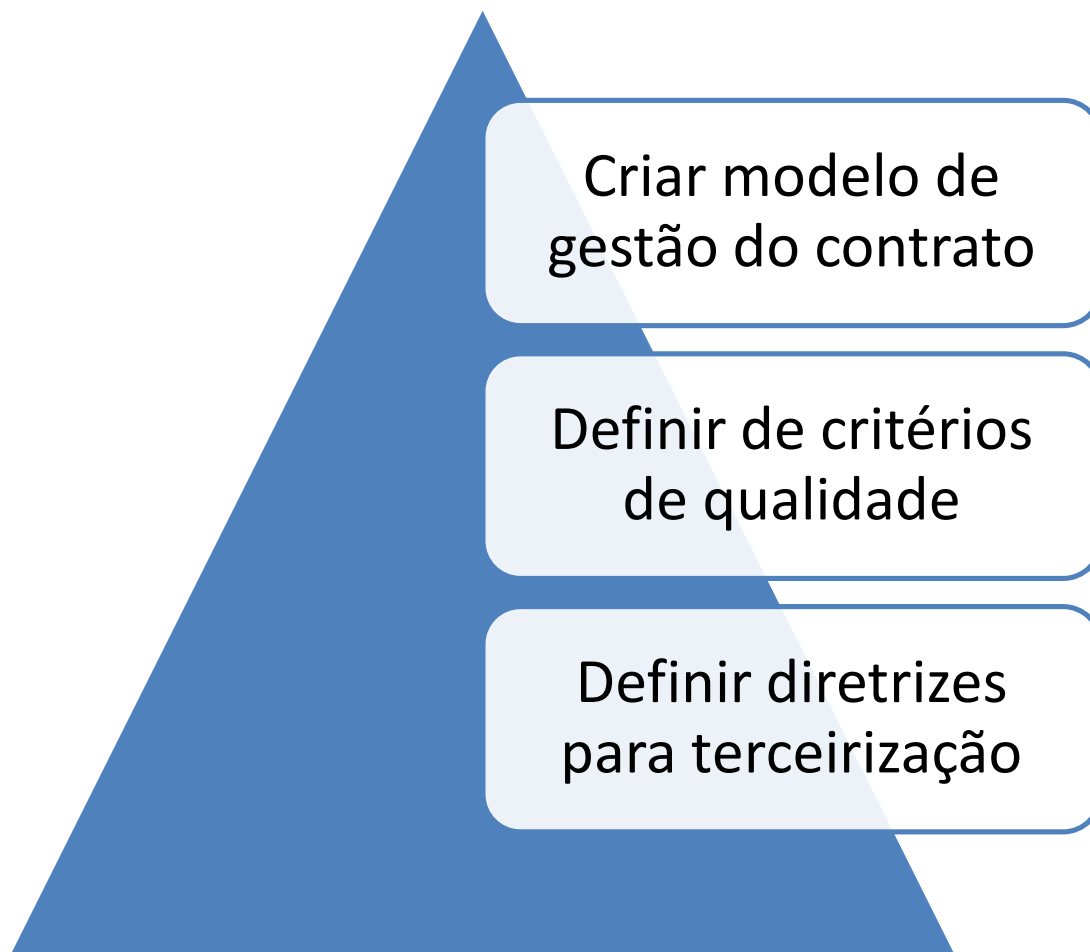 Criar modelo de
gestão do contrato
Definir de critérios
de qualidade
Definir diretrizes
para terceirização